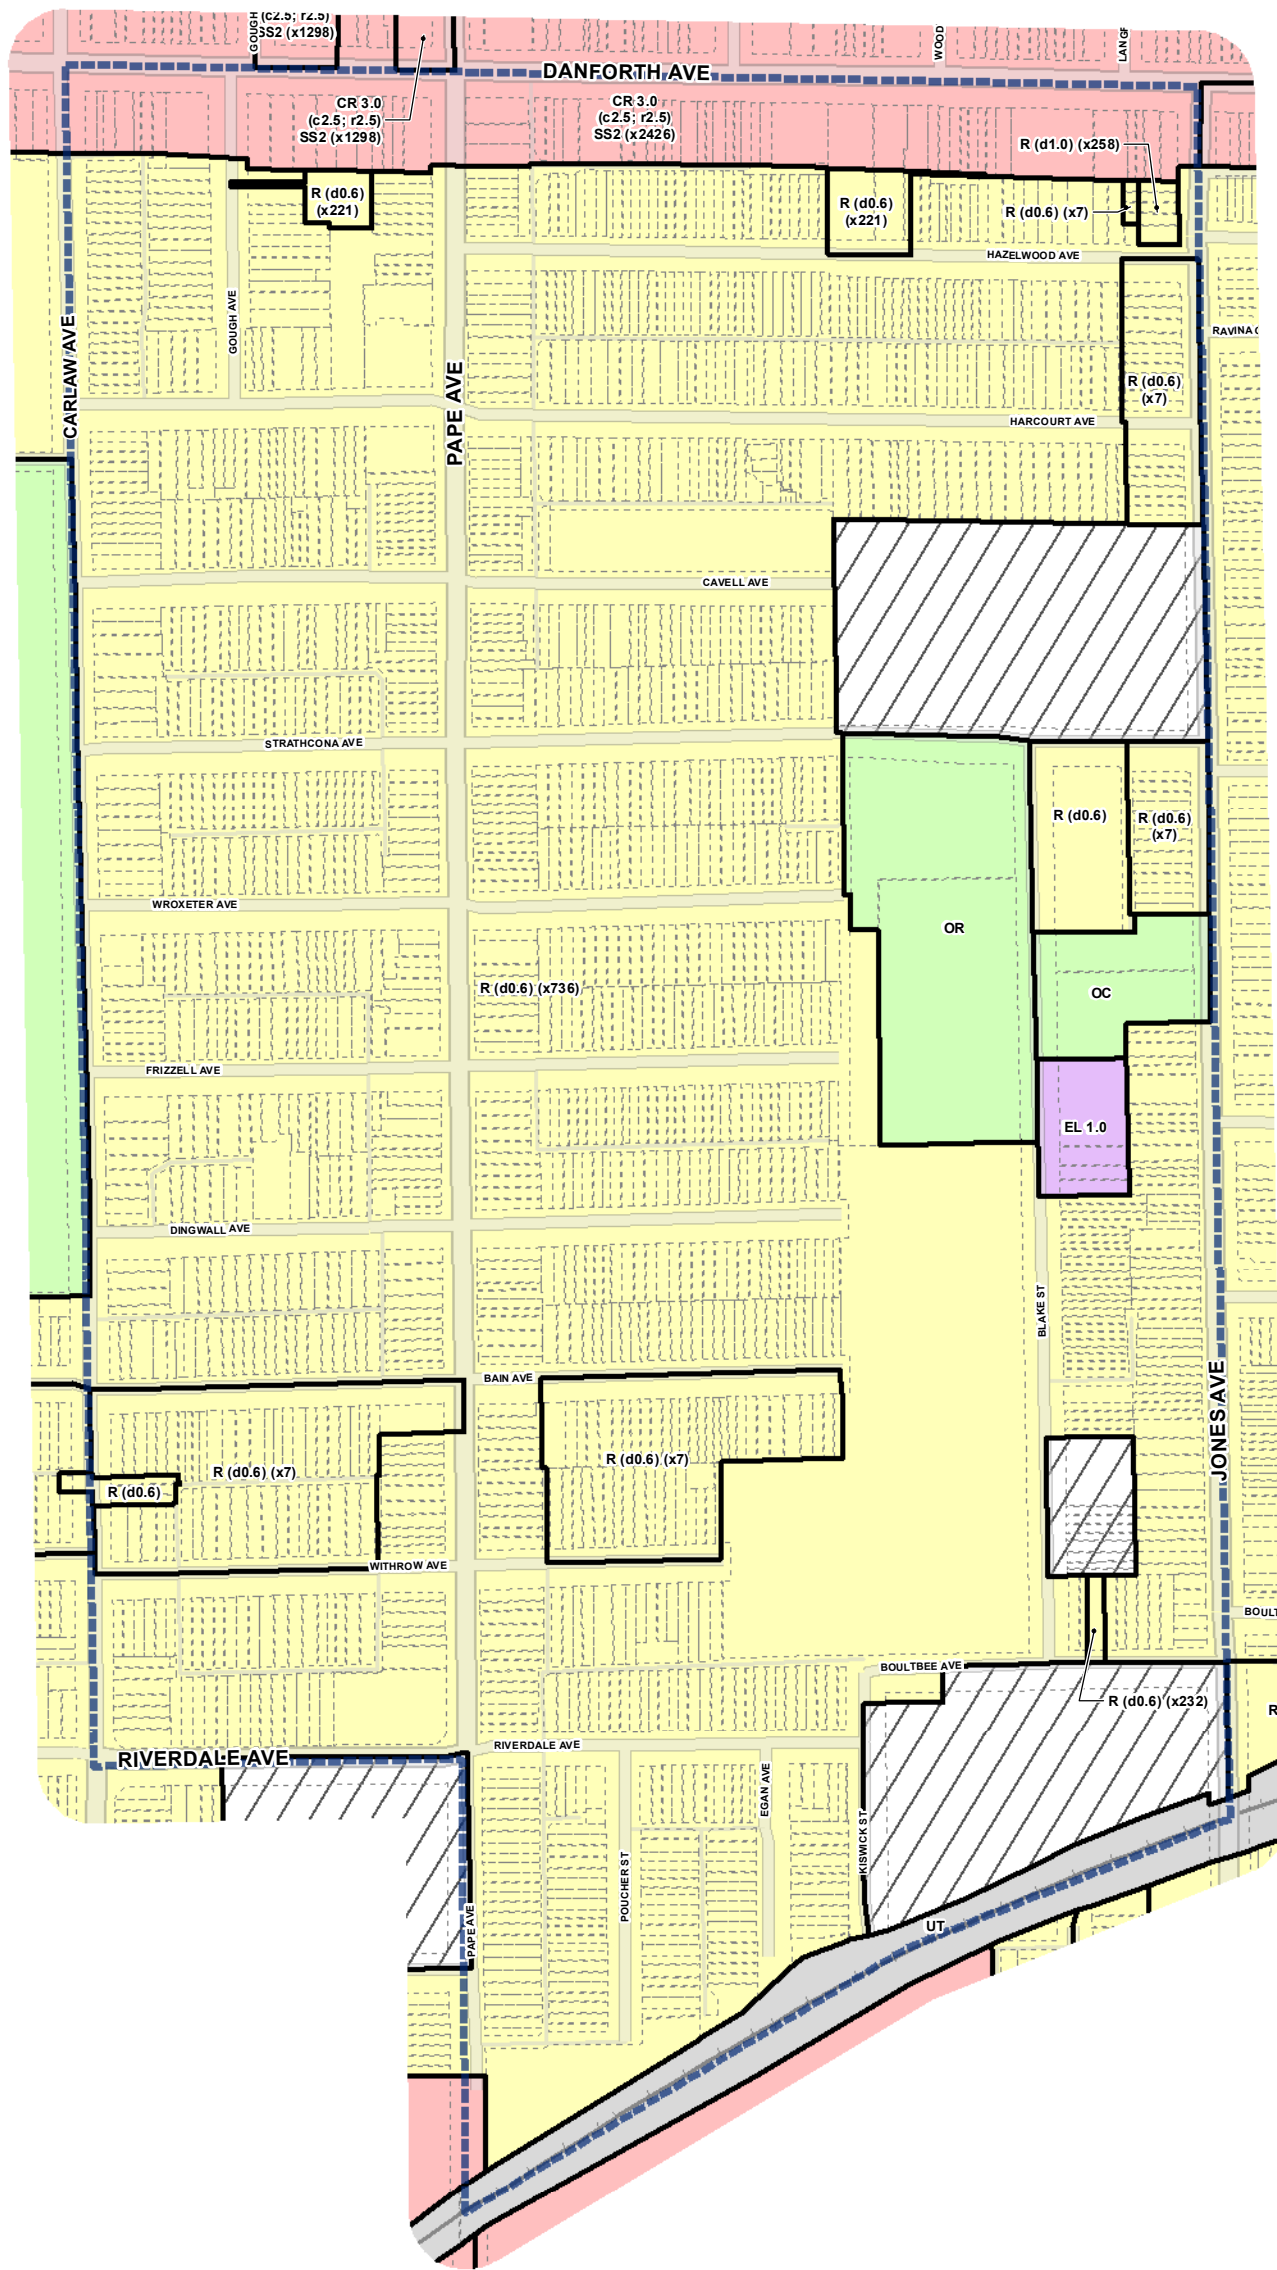 GOUGH
(c2.5; r2.5)
SS2 (x1298)
WOOD
DANFORTH AVE
CR 3.0
(c2.5; r2.5)
SS2 (x1298)
CR 3.0
(c2.5; r2.5)
SS2 (x2426)
R (d1.0) (x258)
R (d0.6)
(x221)
R (d0.6)
(x221)
R (d0.6) (x7)
HAZELWOOD AVE
GOUGH AVE
CARLAW AVE
PAPE AVE
RAVINA
R (d0.6)
(x7)
HARCOURT AVE
CAVELL AVE
STRATHCONA AVE
R (d0.6)
R (d0.6)
(x7)
WROXETER AVE
OR
R (d0.6) (x736)
OC
FRIZZELL AVE
EL 1.0
DINGWALL AVE
BLAKE ST
BAIN AVE
JONES AVE
R (d0.6) (x7)
R (d0.6) (x7)
R (d0.6)
WITHROW AVE
BOULT
BOULTBEE AVE
R (d0.6) (x232)
R
RIVERDALE AVE
RIVERDALE AVE
EGAN AVE
KISWICK ST
POUCHER ST
PAPE AVE
UT